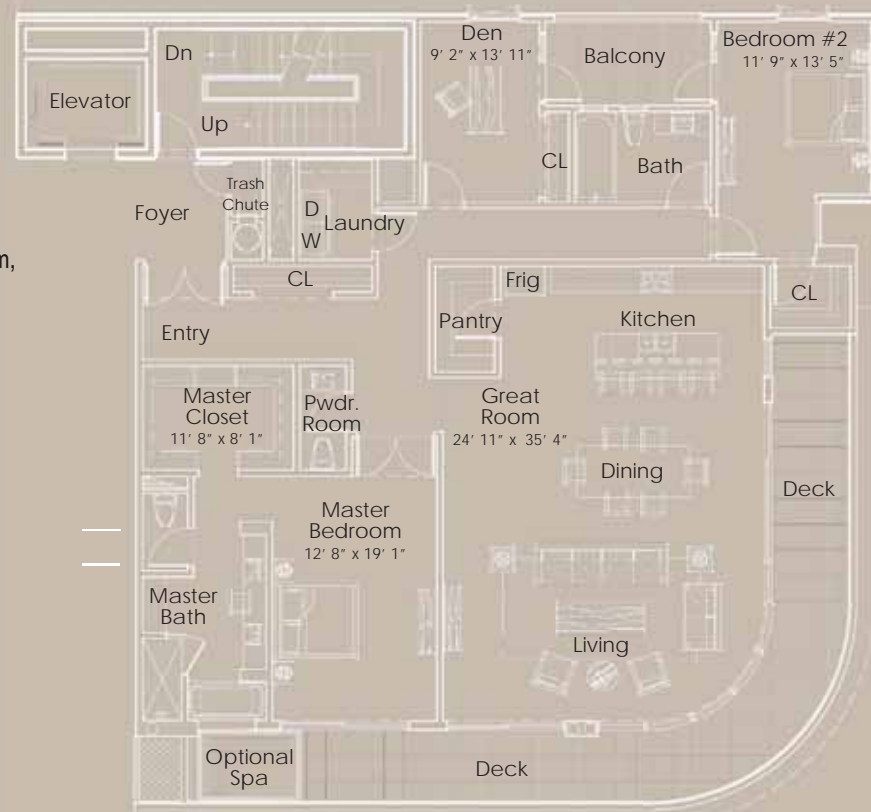 Den
9' 2" x 13' 11"
Bedroom #2
11' 9" x 13' 5"
Dn
Balcony
Elevator
Up
CL
Bath
Trash
Chute
Foyer
D
W
Laundry
m,
CL
Frig
CL
Entry
Pantry
Kitchen
Master
Closet
11' 8" x 8' 1"
Pwdr.
Room
Great
Room
24' 11" x 35' 4"
Dining
Deck
Master
Bedroom
12' 8" x 19' 1"
Master
Bath
Living
Optional
Spa
Deck